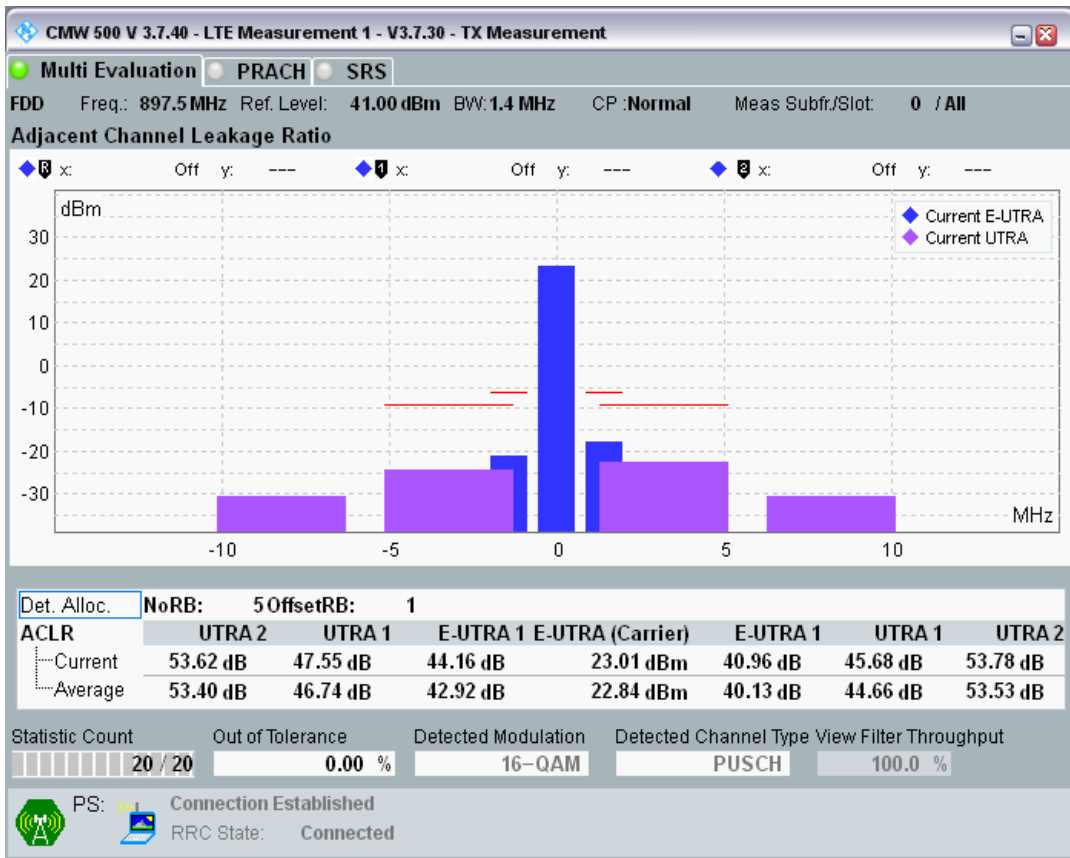 CMW 500 V 3.7.40 - LTE Measurement 1 - V3.7.30 - TX Measurement
Multi Evaluation PRACH SRS
FDD Freq.: 897.5 MHz Ref. Level: 41.00 dBm BW: 1.4 MHz CP :Normal Meas Subfr./Slot: 0 / All
Adjacent Channel Leakage Ratio
R x: Off y: --- 1 x: Off y: --- 2 x: Off y: ---
dBm
Current E-UTRA
Current UTRA
30
20
10
0
-10
-20
-30
MHz
-10 -5 0 5 10
Det. Alloc. NoRB: 5 OffsetRB: 1
ACLR UTRA 2 UTRA 1 E-UTRA 1 E-UTRA (Carrier) E-UTRA 1 UTRA 1 UTRA 2
Current 53.62 dB 47.55 dB 44.16 dB 23.01 dBm 40.96 dB 45.68 dB 53.78 dB
Average 53.40 dB 46.74 dB 42.92 dB 22.84 dBm 40.13 dB 44.66 dB 53.53 dB
Statistic Count Out of Tolerance Detected Modulation Detected Channel Type View Filter Throughput
20 / 20 0.00 % 16-QAM PUSCH 100.0 %
PS: Connection Established
RRC State: Connected